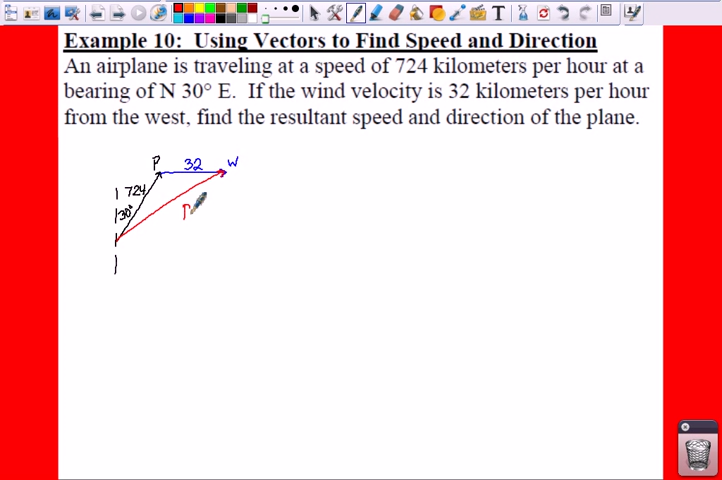 Example 10: Using Vectors to Find Speed and Direction
An airplane is traveling at a speed of 724 kilometers per hour at a
bearing of N 30° E. If the wind velocity is 32 kilometers per hour
from the west, find the resultant speed and direction of the plane.
P 32 W
724
30°